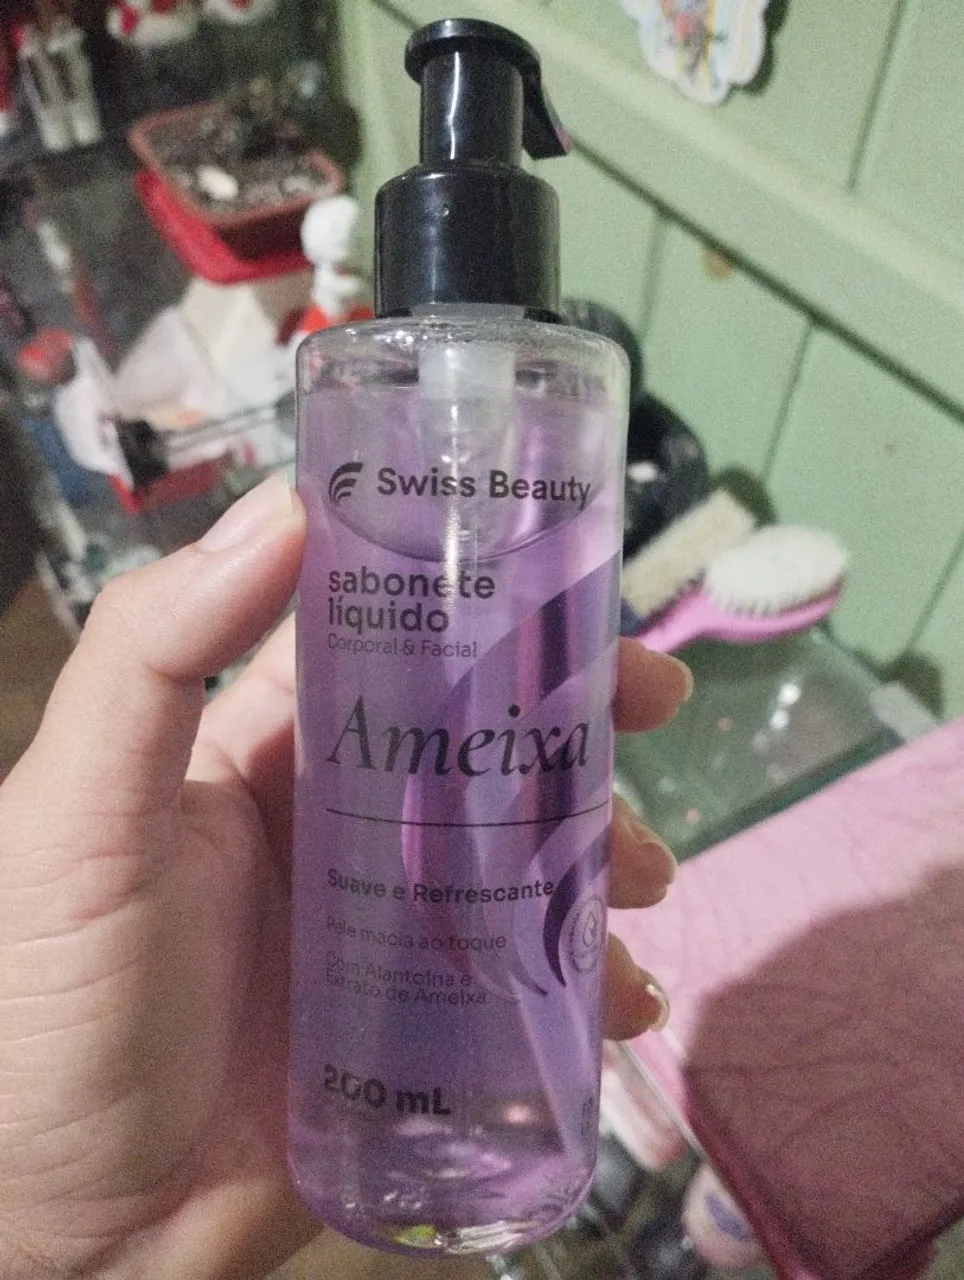 Swiss Beauty
sabonete
líquido
Corporal & Facial
Ameixa
Suave e Refrescante
Pele macia ao toque
Com Alantoína e
Extrato de Ameixa
200 mL